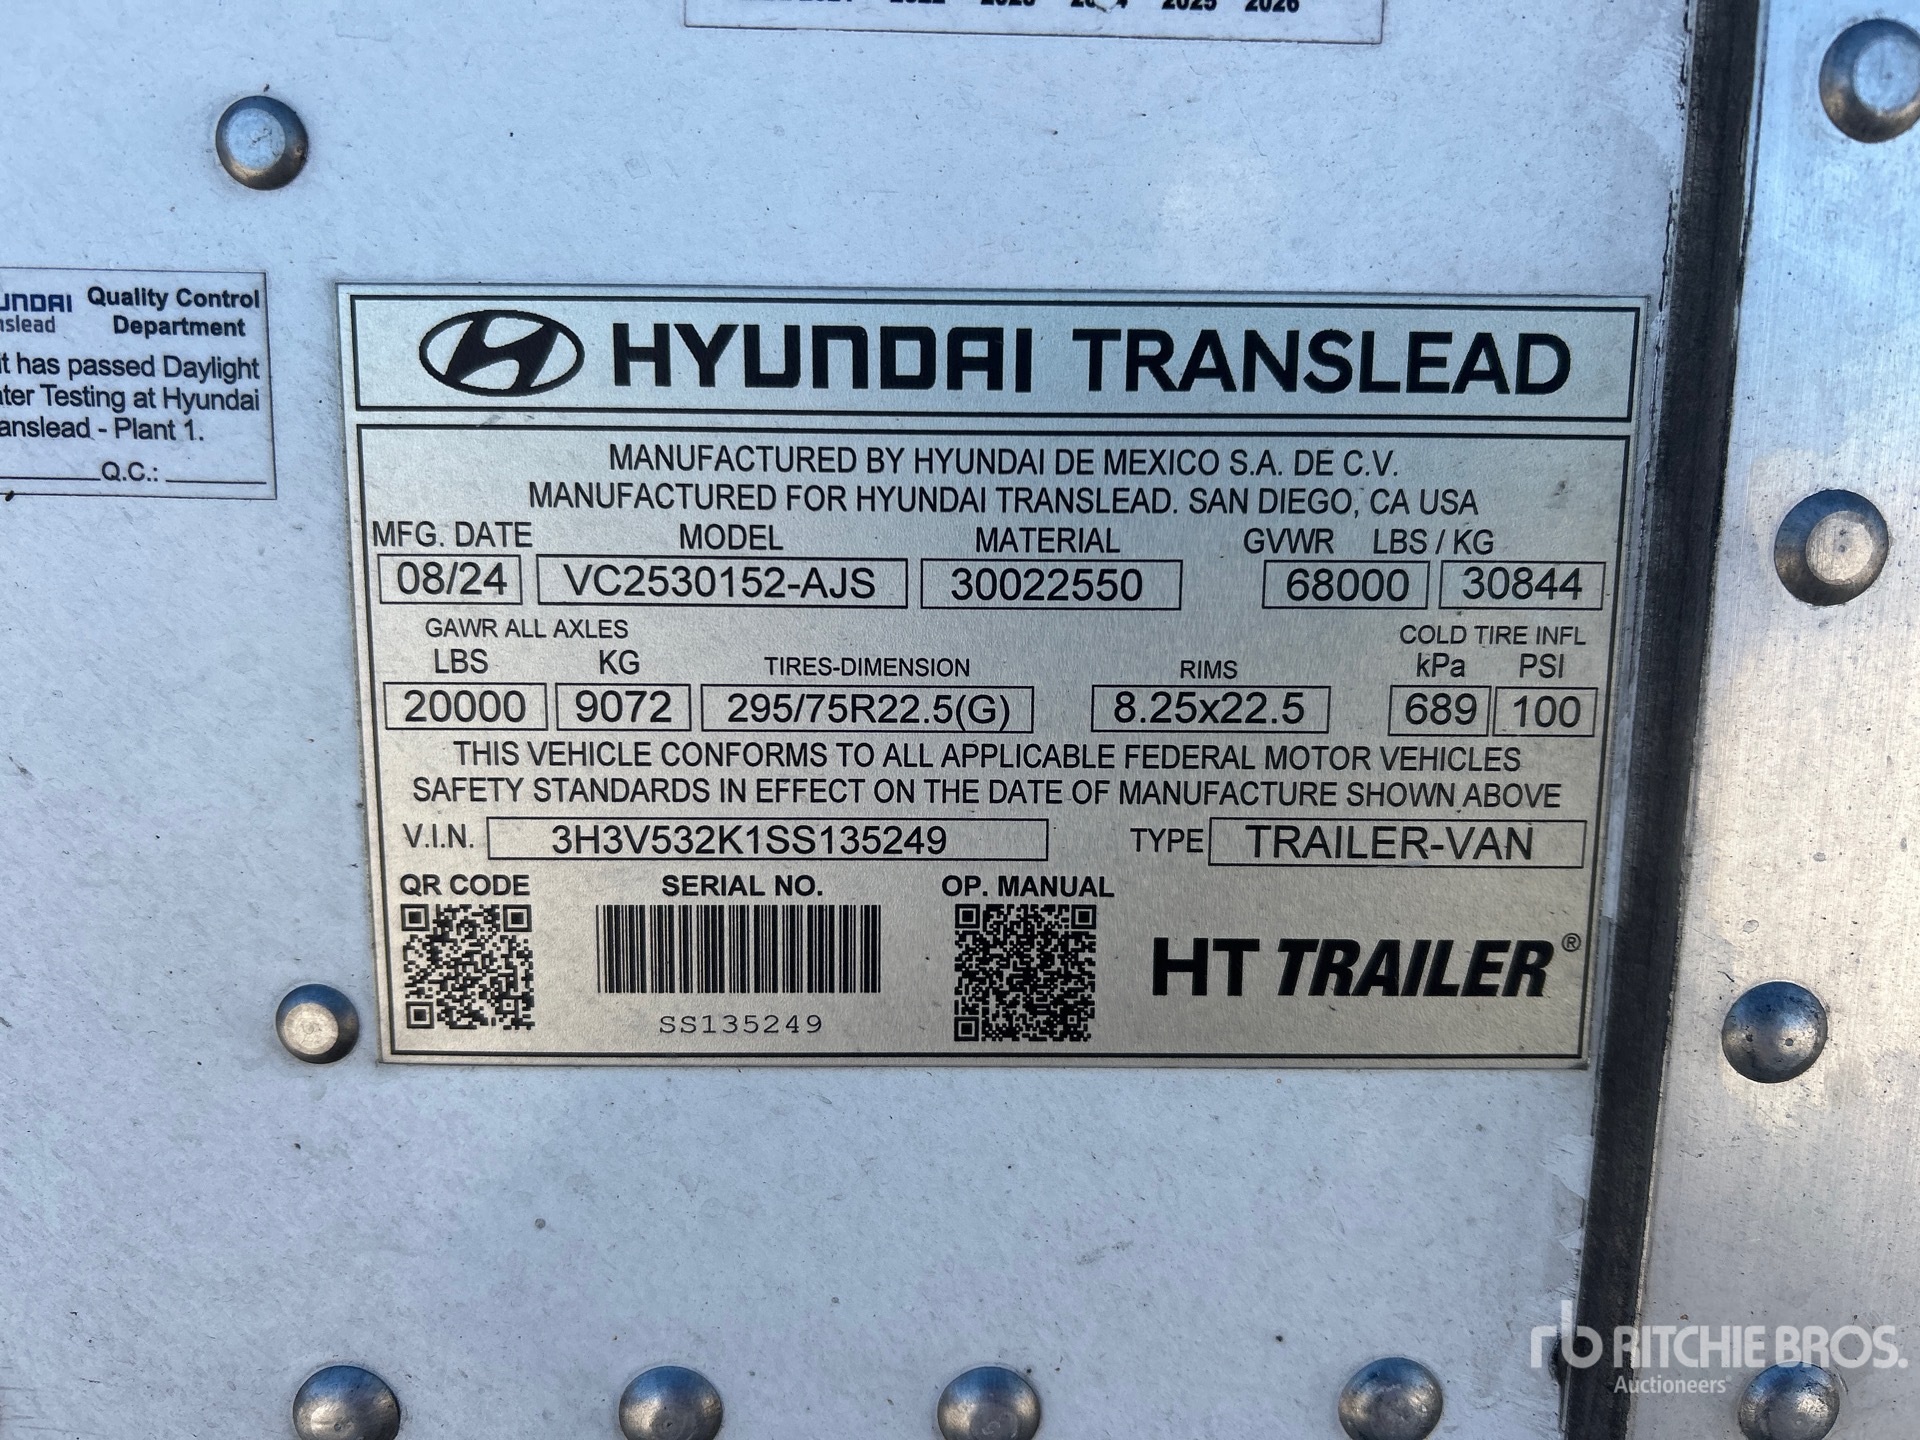 2025 2026
Quality Control
Department
has passed Daylight
Testing at Hyundai
- Plant 1.
Q.C.:
HYUNDAI TRANSLEAD
MANUFACTURED BY HYUNDAI DE MEXICO S.A. DE C.V.
MANUFACTURED FOR HYUNDAI TRANSLEAD. SAN DIEGO, CA USA
MFG. DATE MODEL MATERIAL GVWR LBS / KG
08/24 VC2530152-AJS 30022550 68000 30844
GAWR ALL AXLES COLD TIRE INFL
LBS KG TIRES-DIMENSION RIMS kPa PSI
20000 9072 295/75R22.5(G) 8.25x22.5 689 100
THIS VEHICLE CONFORMS TO ALL APPLICABLE FEDERAL MOTOR VEHICLES
SAFETY STANDARDS IN EFFECT ON THE DATE OF MANUFACTURE SHOWN ABOVE
V.I.N. 3H3V532K1SS135249 TYPE TRAILER-VAN
QR CODE SERIAL NO. OP. MANUAL
HT TRAILER®
SS135249
rb RITCHIE BROS.
Auctioneers